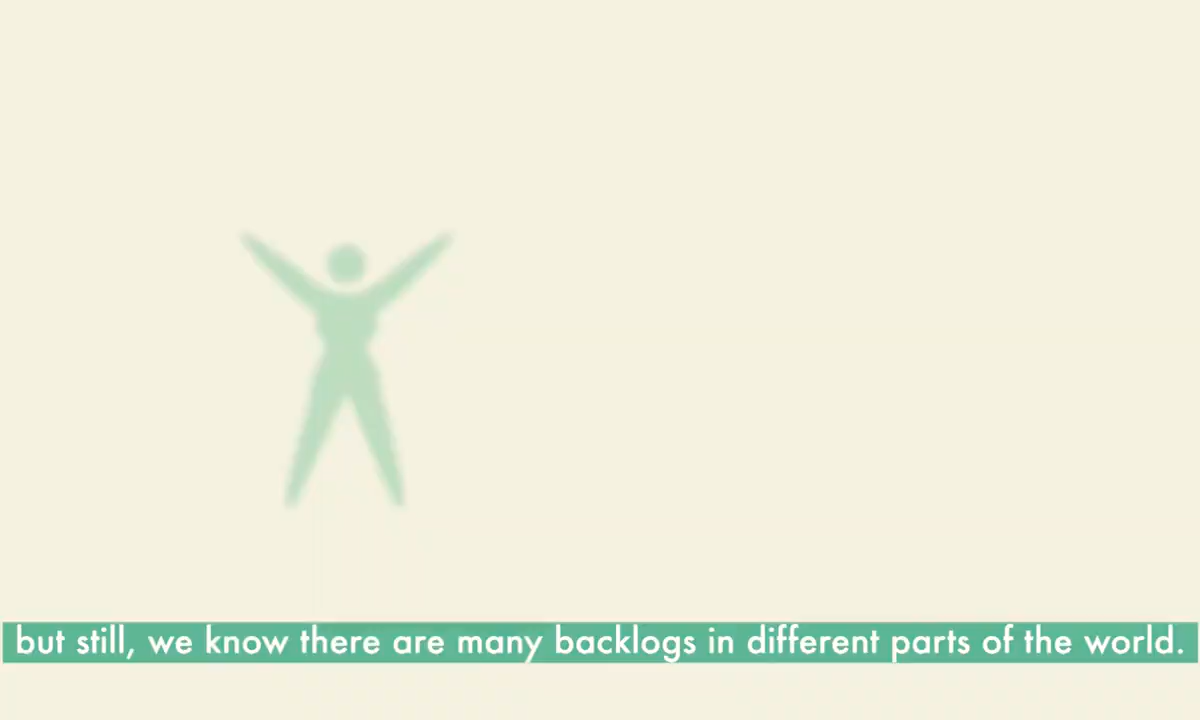 but still, we know there are many backlogs in different parts of the world.